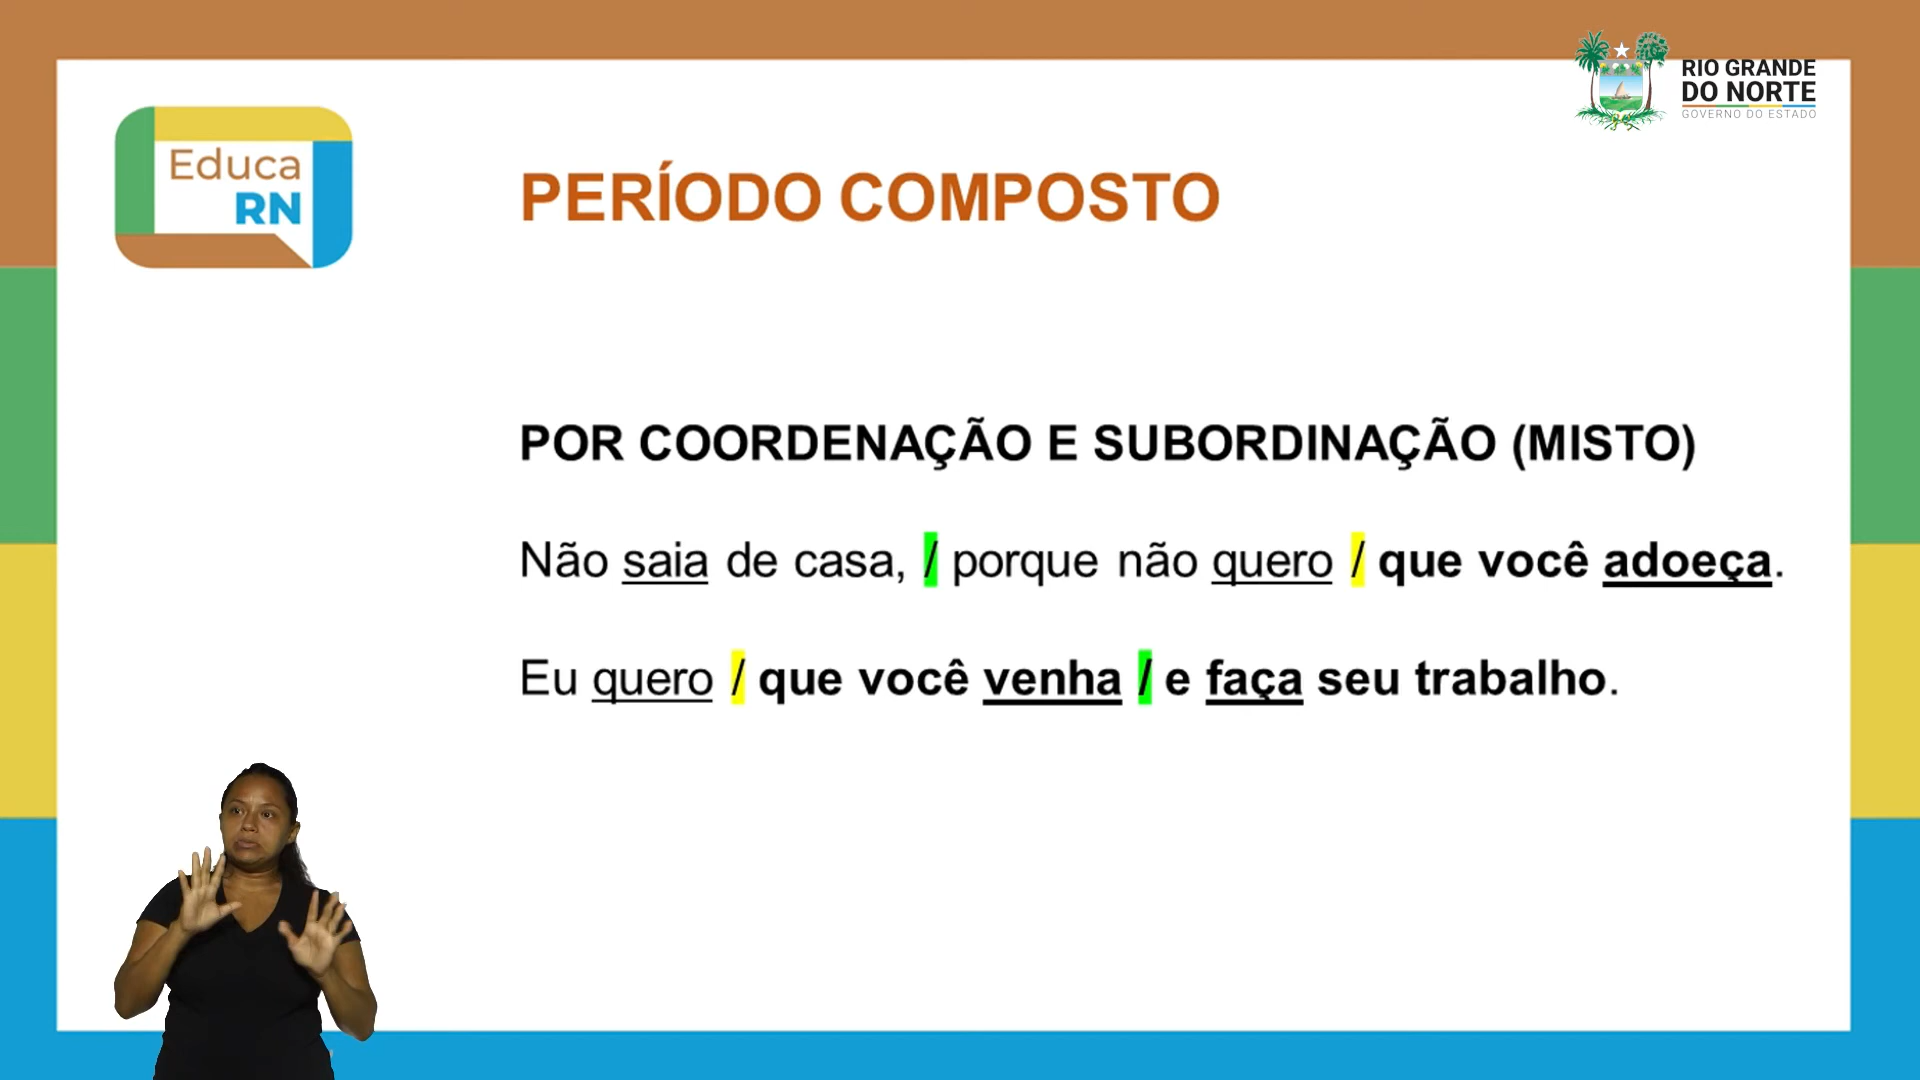 RIO GRANDE
DO NORTE
GOVERNO DO ESTADO
Educa
RN
PERÍODO COMPOSTO
POR COORDENAÇÃO E SUBORDINAÇÃO (MISTO)
Não saia de casa, / porque não quero / que você adoeça.
Eu quero / que você venha / e faça seu trabalho.